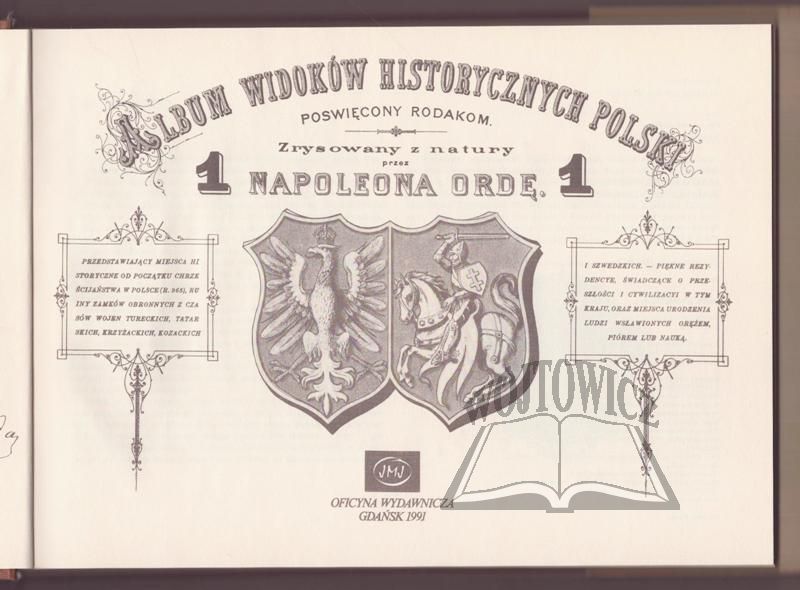 ALBUM WIDOKÓW HISTORYCZNYCH POLSKI
POSWIĘCONY RODAKOM.
Zrysowany z natury
przez
1 NAPOLEONA ORDĘ. 1
PRZEDSTAWIAJĄCY MIEJSCA HI
STORYCZNE OD POCZĄTKU CHRZE
ŚCIJAŃSTWA W POLSCE (R. 965), RU
INY ZAMKÓW OBRONNYCH Z CZA
SÓW WOJEN TURECKICH, TATAR
SKICH, KRZYŻACKICH, KOZACKICH
I SZWEDZKICH. — PIĘKNE REZY-
DENCYE, ŚWIADCZĄCE O PRZE-
SZŁOŚCI I CYWILIZACYI W TYM
KRAJU, ORAZ MIEJSCA URODZENIA
LUDZI WSŁAWIONYCH ORĘŻEM,
PIÓREM LUB NAUKĄ.
WÓJTOWICZ
JMJ
OFICYNA WYDAWNICZA
GDAŃSK 1991